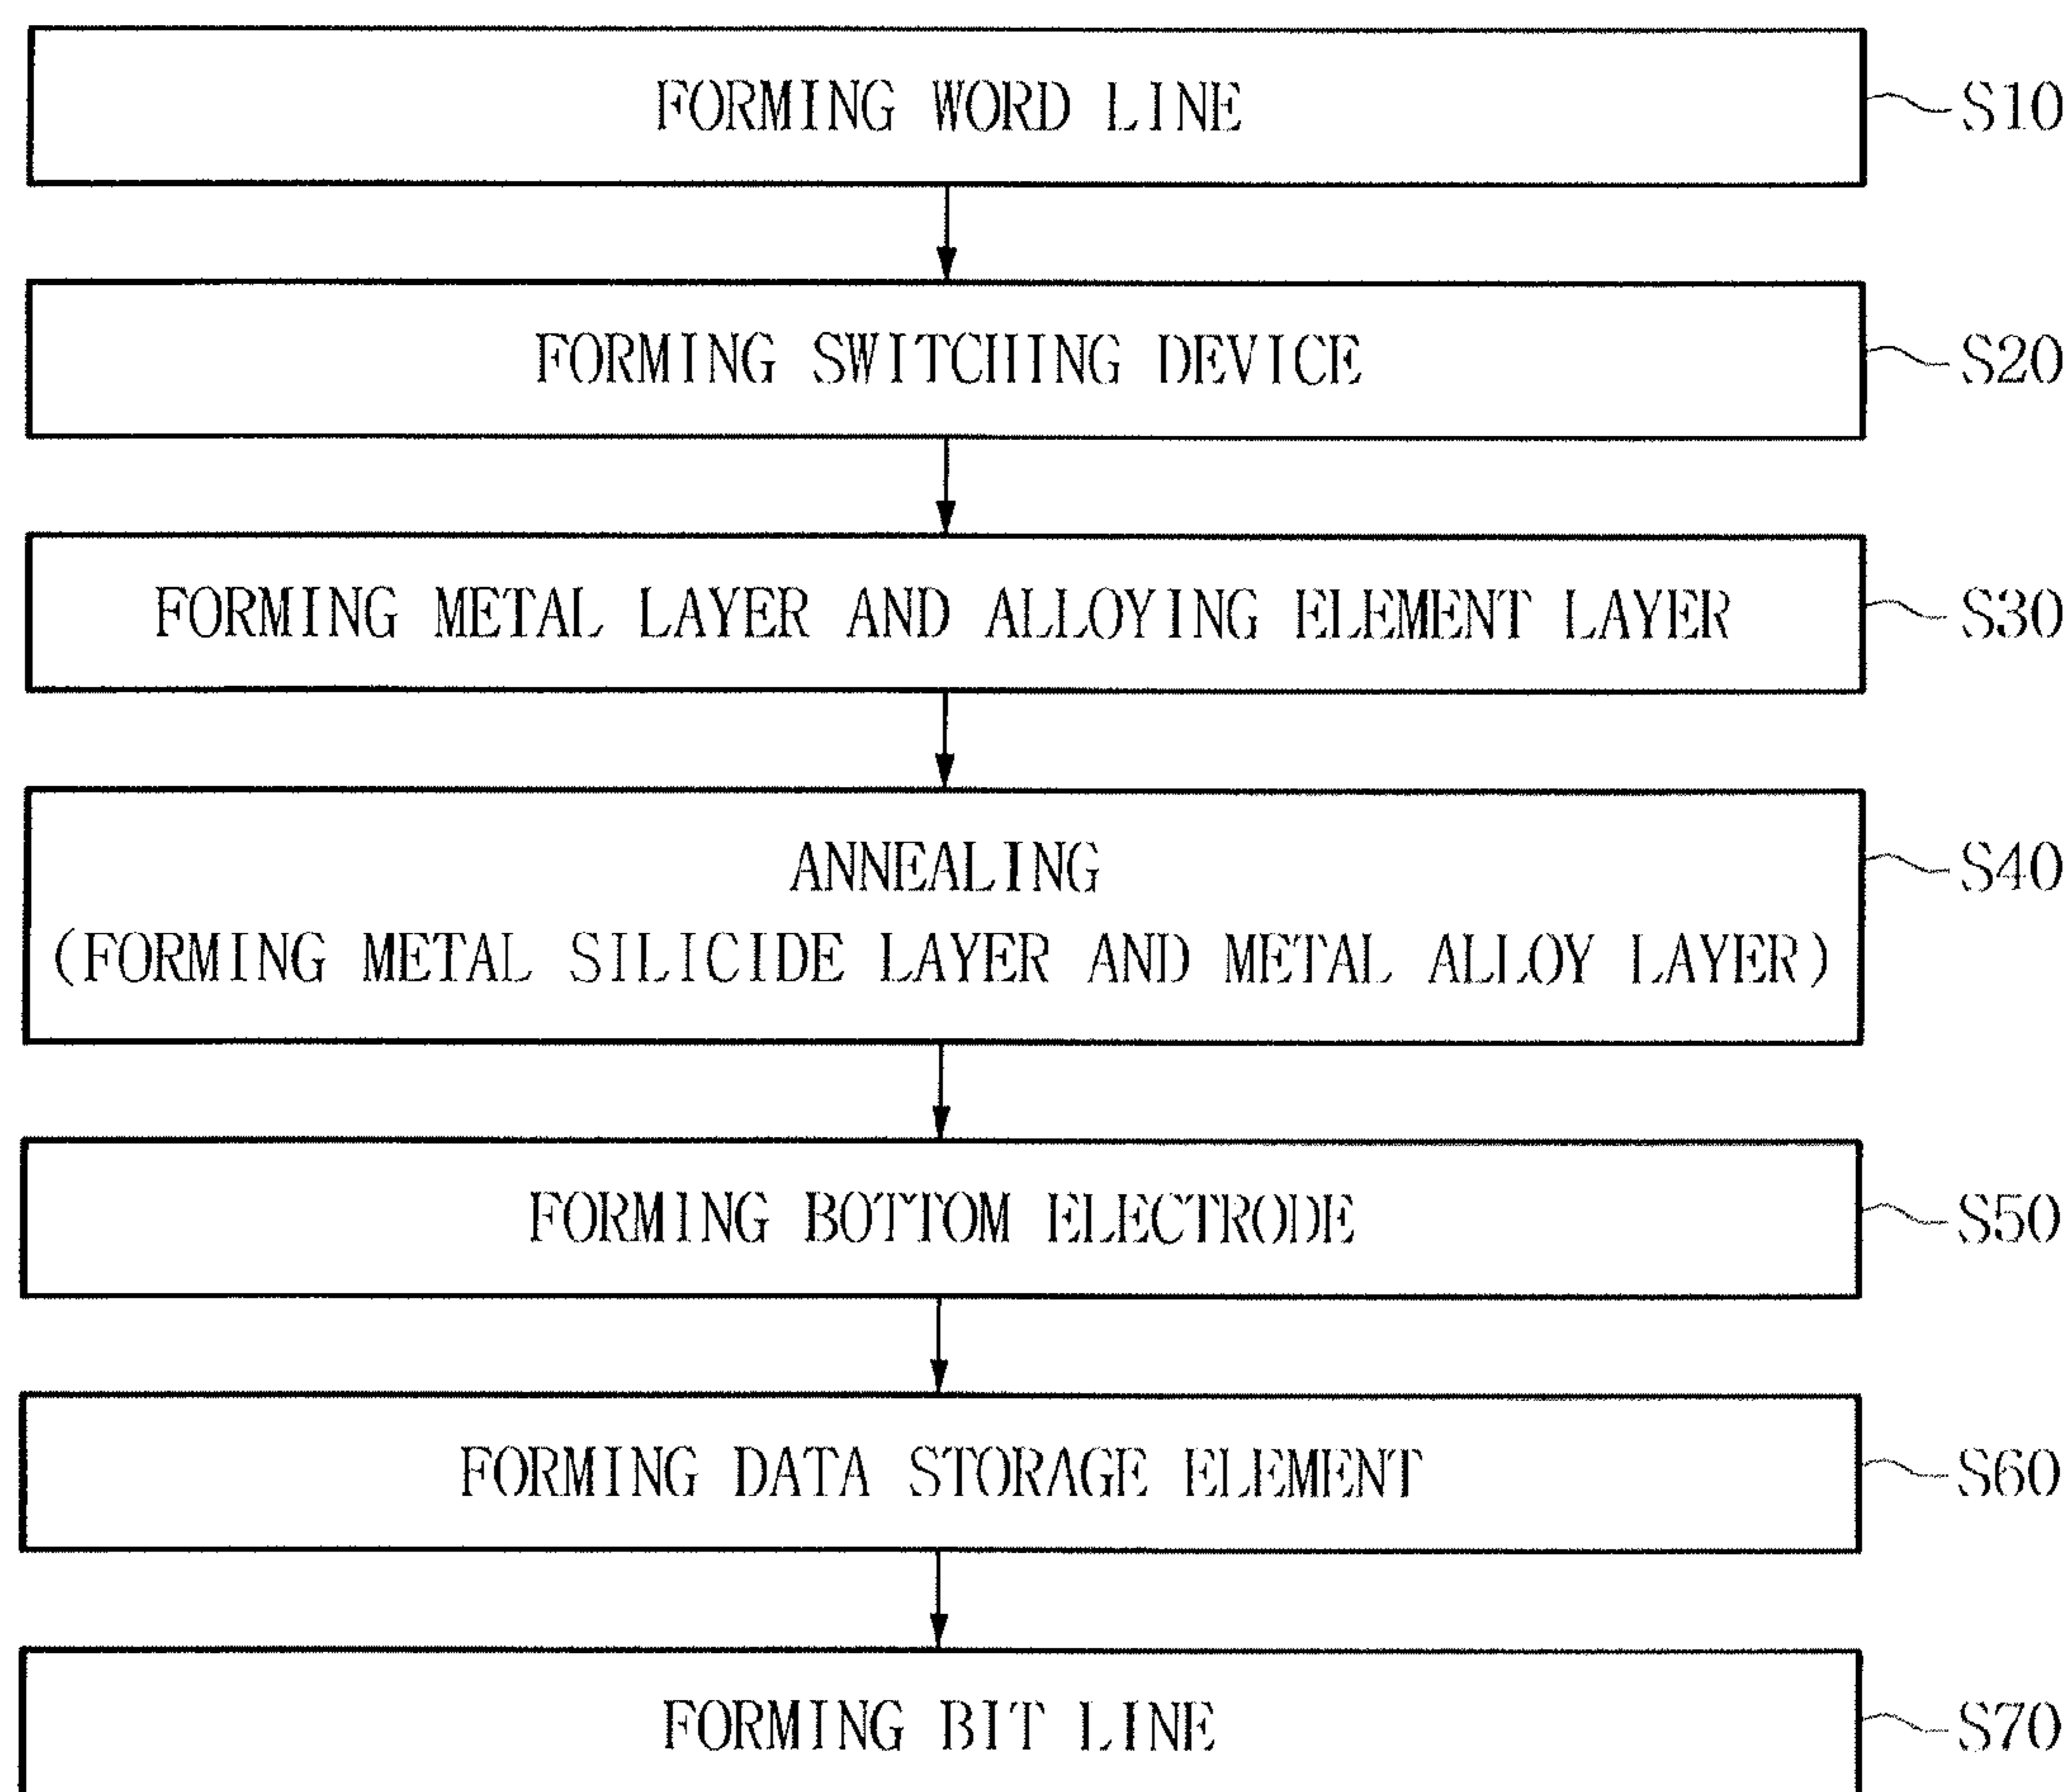 FORMING WORD LINE
S10
FORMING SWITCHING DEVICE
S20
FORMING METAL LAYER AND ALLOYING ELEMENT LAYER
S30
ANNEALING
S40
(FORMING METAL SILICIDE LAYER AND METAL ALLOY LAYER)
FORMING BOTTOM ELECTRODE
S50
FORMING DATA STORAGE ELEMENT
S60
FORMING BIT LINE
S70